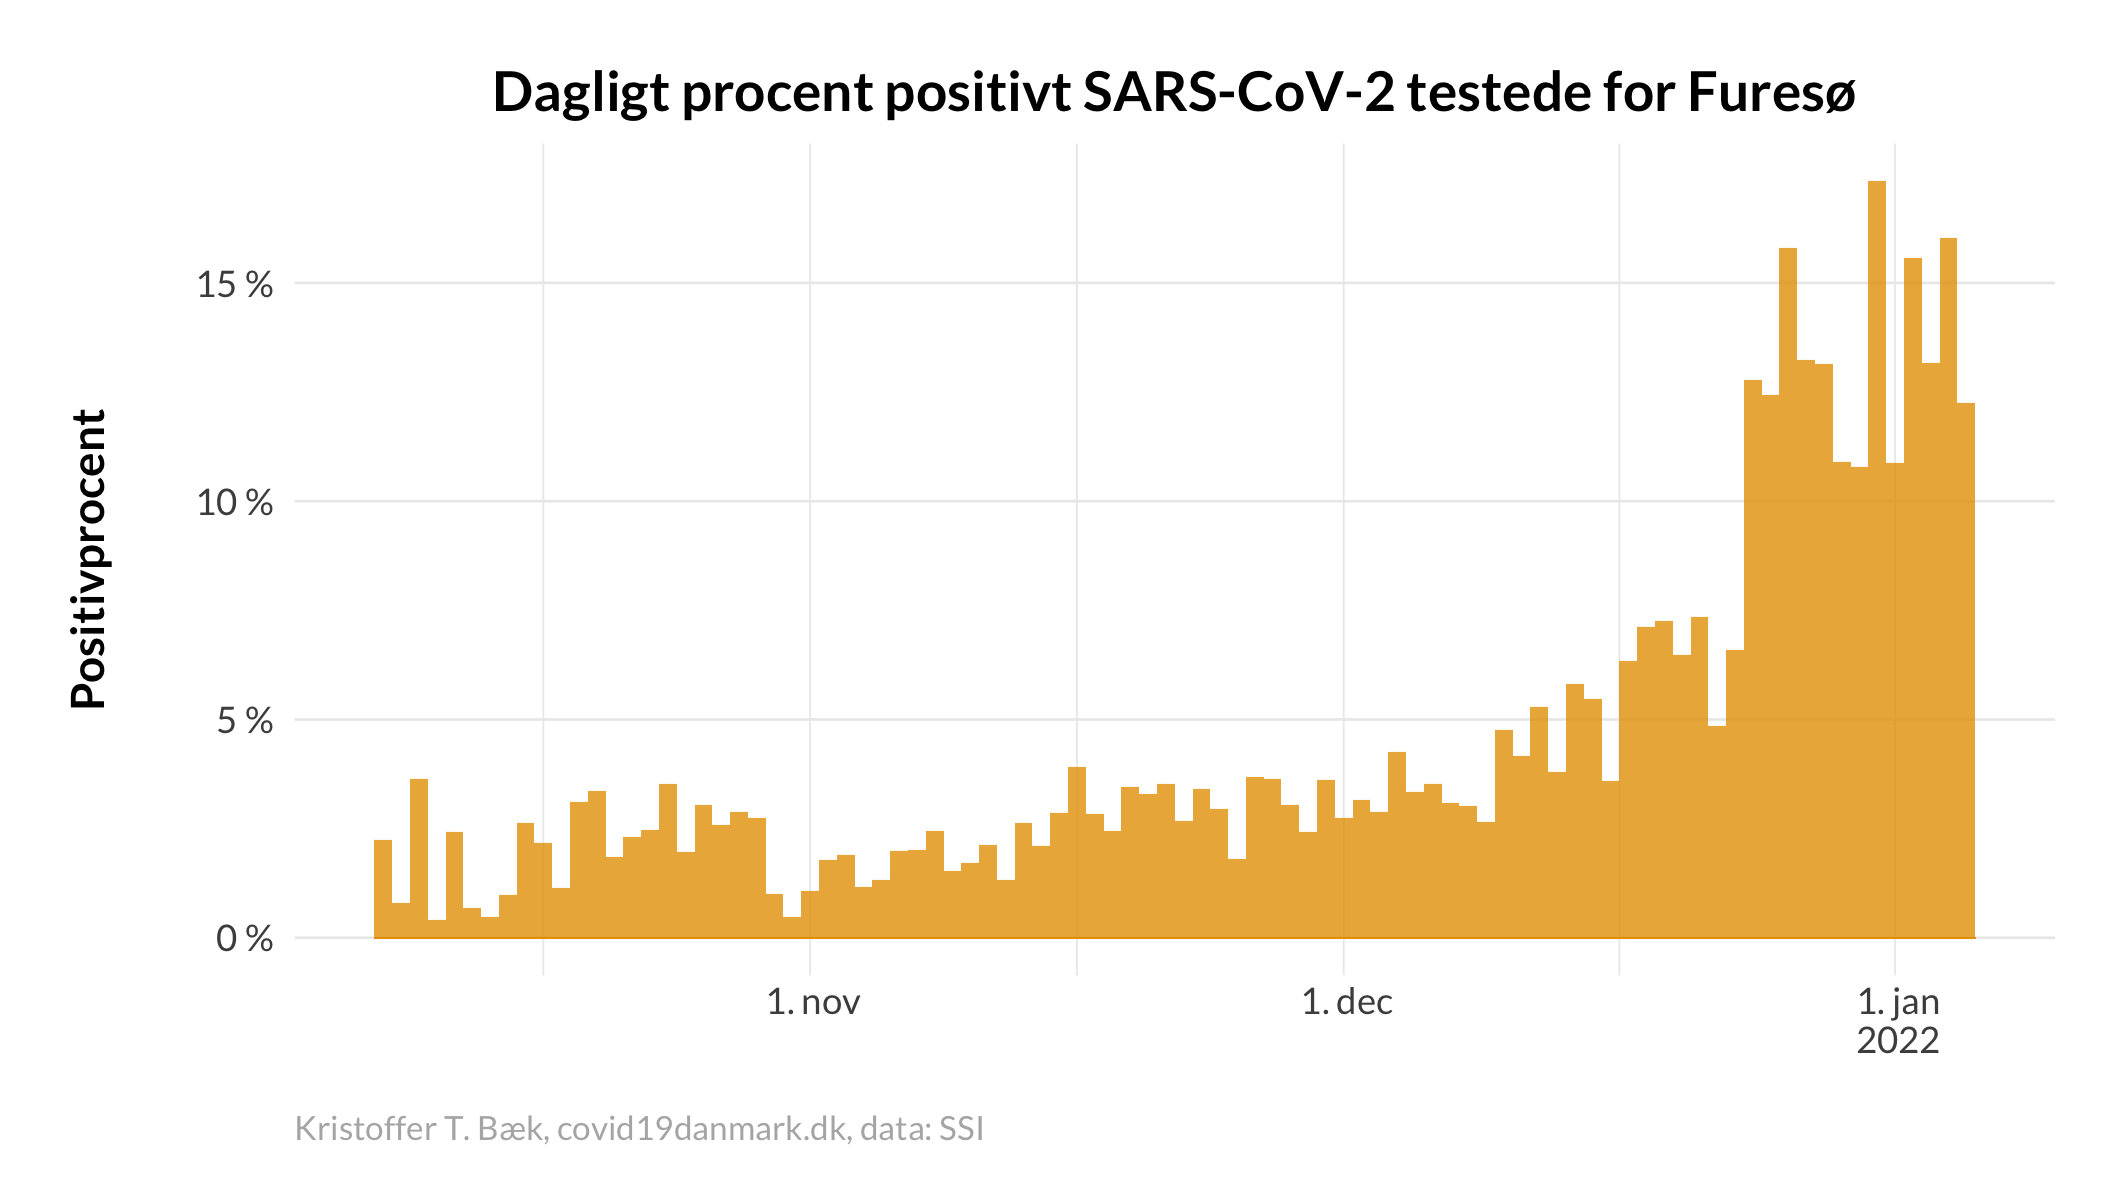 Dagligt procent positivt SARS-CoV-2 testede for Furesø
Positivprocent
15 %
10 %
5 %
0 %
1. nov
1. dec
1. jan
2022
Kristoffer T. Bæk, covid19danmark.dk, data: SSI